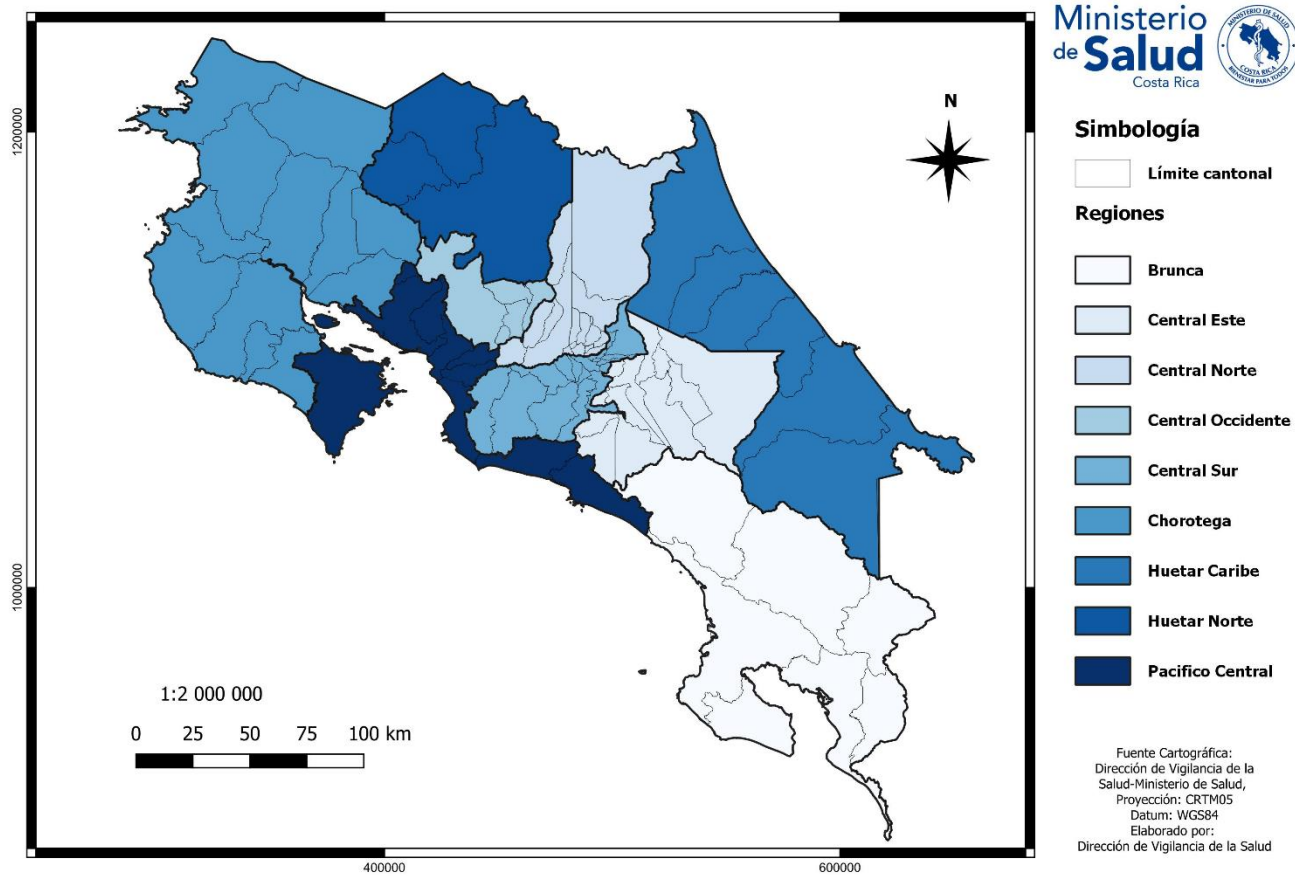 Ministerio
de Salud
Costa Rica
MINISTERIO DE SALUD
COSTA RICA
BIENESTAR PARA TODOS
N
1200000
1000000
400000
600000
1:2 000 000
0 25 50 75 100 km
Simbología
Límite cantonal
Regiones
Brunca
Central Este
Central Norte
Central Occidente
Central Sur
Chorotega
Huetar Caribe
Huetar Norte
Pacifico Central
Fuente Cartográfica:
Dirección de Vigilancia de la
Salud-Ministerio de Salud,
Proyección: CRTM05
Datum: WGS84
Elaborado por:
Dirección de Vigilancia de la Salud